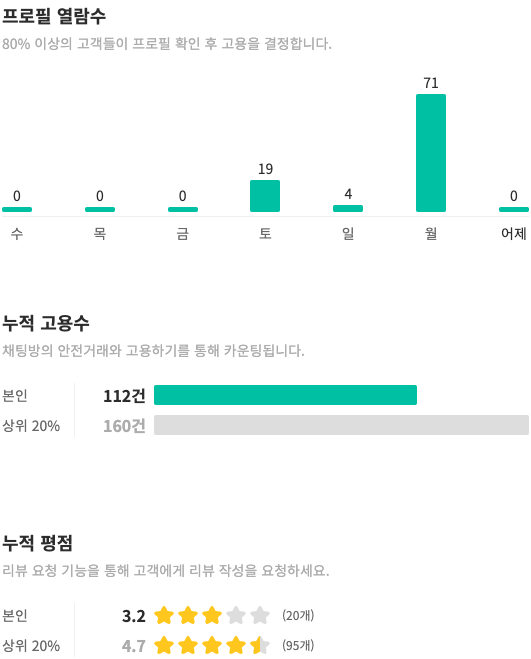 프로필 열람수
80% 이상의 고객들이 프로필 확인 후 고용을 결정합니다.
0 0 0 19 4 71 0
수 목 금 토 일 월 어제
누적 고용수
채팅방의 안전거래와 고용하기를 통해 카운팅됩니다.
본인 112건
상위 20% 160건
누적 평점
리뷰 요청 기능을 통해 고객에게 리뷰 작성을 요청하세요.
본인 3.2 (20개)
상위 20% 4.7 (95개)